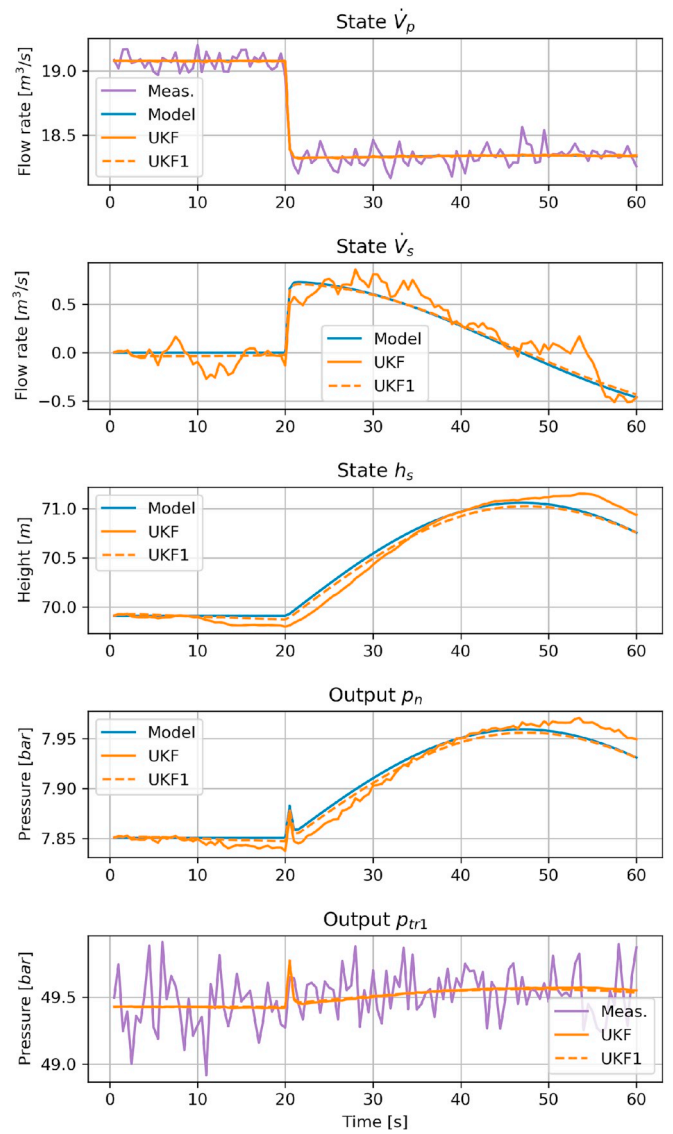 State V̇ₚ
Flow rate [m³/s]
19.0
18.5
Meas.
Model
UKF
UKF1
0 10 20 30 40 50 60
State V̇ₛ
Flow rate [m³/s]
0.5
0.0
−0.5
Model
UKF
UKF1
0 10 20 30 40 50 60
State hₛ
Height [m]
71.0
70.5
70.0
Model
UKF
UKF1
0 10 20 30 40 50 60
Output pₙ
Pressure [bar]
7.95
7.90
7.85
Model
UKF
UKF1
0 10 20 30 40 50 60
Output pₜᵣ₁
Pressure [bar]
49.5
49.0
Meas.
UKF
UKF1
0 10 20 30 40 50 60
Time [s]